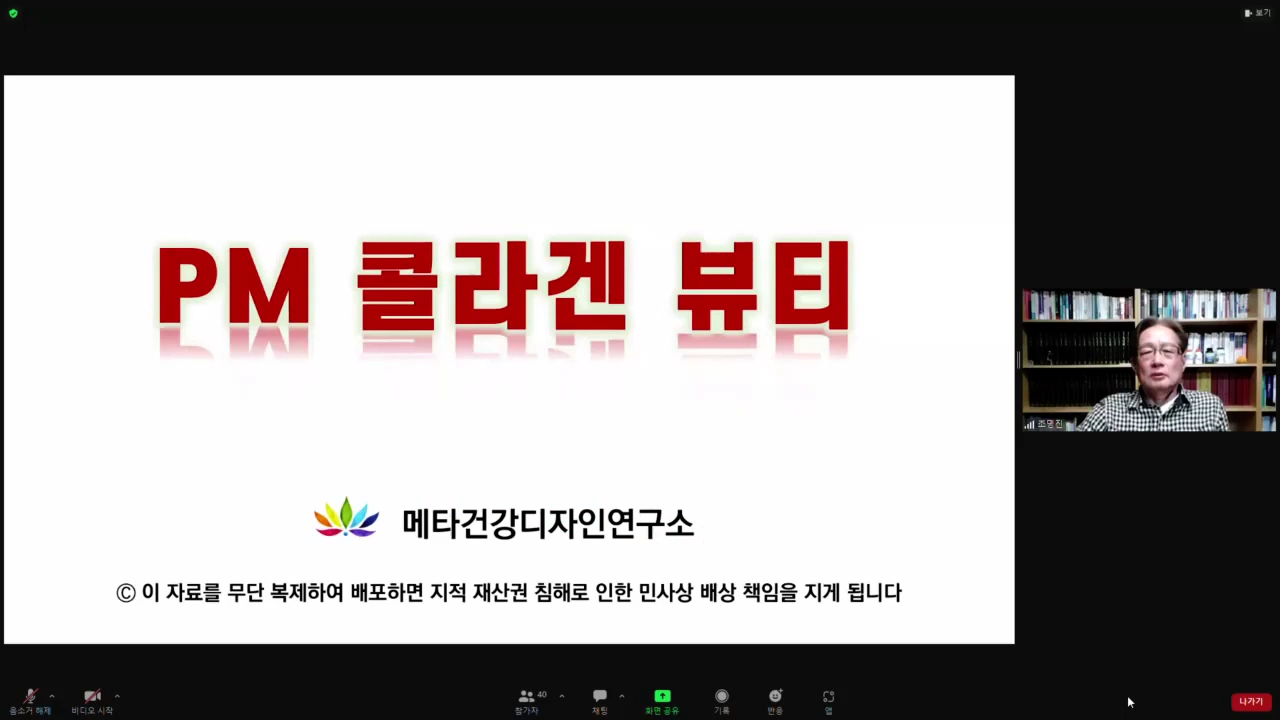 보기
PM 콜라겐 뷰티
조명진
메타건강디자인연구소
Ⓒ 이 자료를 무단 복제하여 배포하면 지적 재산권 침해로 인한 민사상 배상 책임을 지게 됩니다
음소거 해제
비디오 시작
40
참가자
채팅
화면 공유
기록
반응
앱
나가기